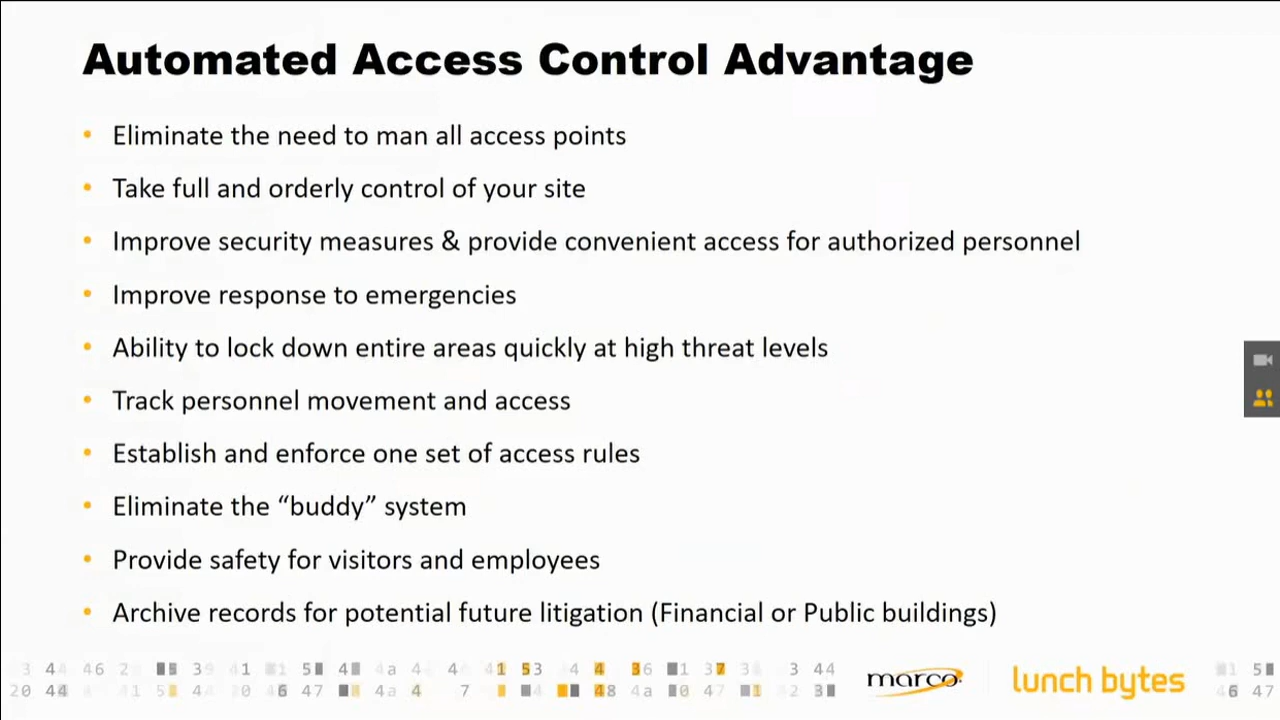 Automated Access Control Advantage
• Eliminate the need to man all access points
• Take full and orderly control of your site
• Improve security measures & provide convenient access for authorized personnel
• Improve response to emergencies
• Ability to lock down entire areas quickly at high threat levels
• Track personnel movement and access
• Establish and enforce one set of access rules
• Eliminate the “buddy” system
• Provide safety for visitors and employees
• Archive records for potential future litigation (Financial or Public buildings)
marco
lunch bytes